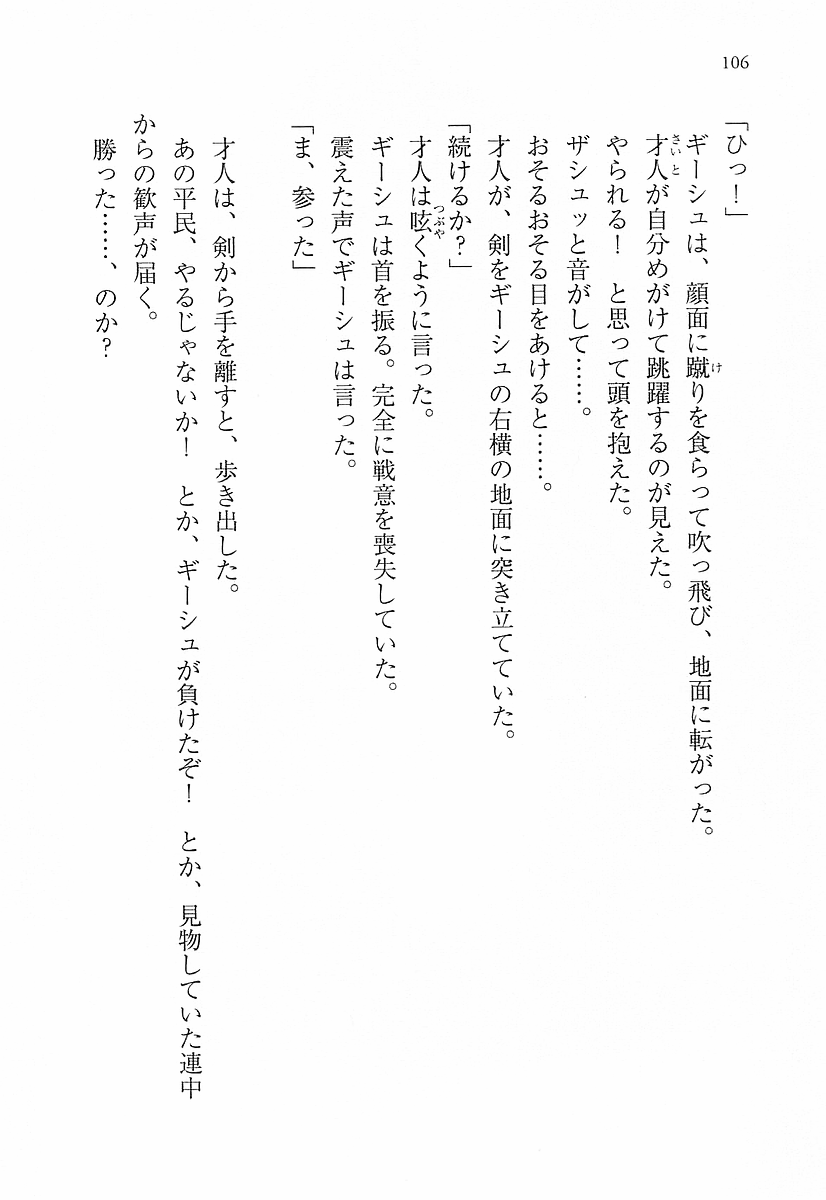 106
「ひっ！」
ギーシュは、顔面に蹴りを食らって吹っ飛び、地面に転がった。
才人が自分めがけて跳躍するのが見えた。
やられる！　と思って頭を抱えた。
ザシュッと音がして……。
おそるおそる目をあけると……。
才人が、剣をギーシュの右横の地面に突き立てていた。
「続けるか？」
才人は呟くように言った。
ギーシュは首を振る。完全に戦意を喪失していた。
震えた声でギーシュは言った。
「ま、参った」
才人は、剣から手を離すと、歩き出した。
あの平民、やるじゃないか！　とか、ギーシュが負けたぞ！　とか、見物していた連中
からの歓声が届く。
勝った……、のか？